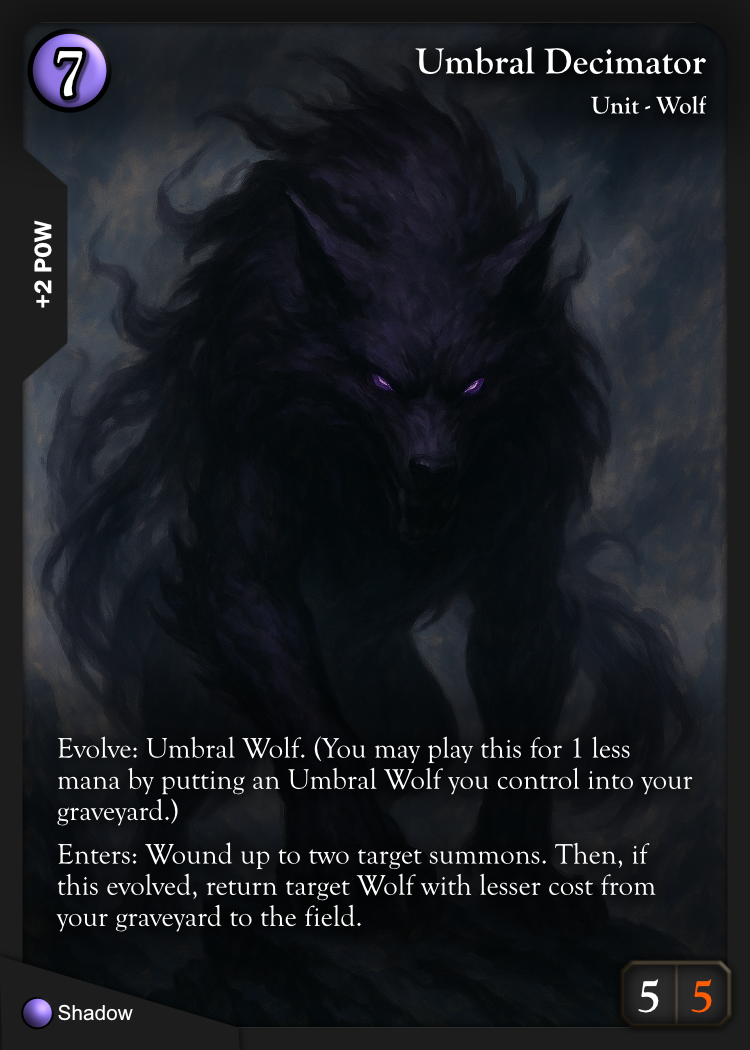 7
Umbral Decimator
Unit - Wolf
+2 POW
Evolve: Umbral Wolf. (You may play this for 1 less
mana by putting an Umbral Wolf you control into your
graveyard.)
Enters: Wound up to two target summons. Then, if
this evolved, return target Wolf with lesser cost from
your graveyard to the field.
Shadow
5 5